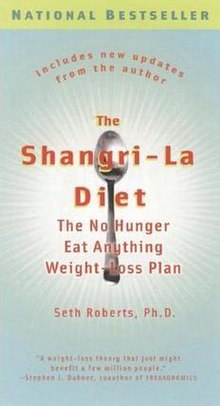 NATIONAL BESTSELLER
Includes new updates
from the author
The
Shangri-La
Diet
The No Hunger
Eat Anything
Weight-Loss Plan
Seth Roberts, Ph.D.
"A weight-loss theory that just might
benefit a few million people."
-Stephen J. Dubner, coauthor of FREAKONOMICS